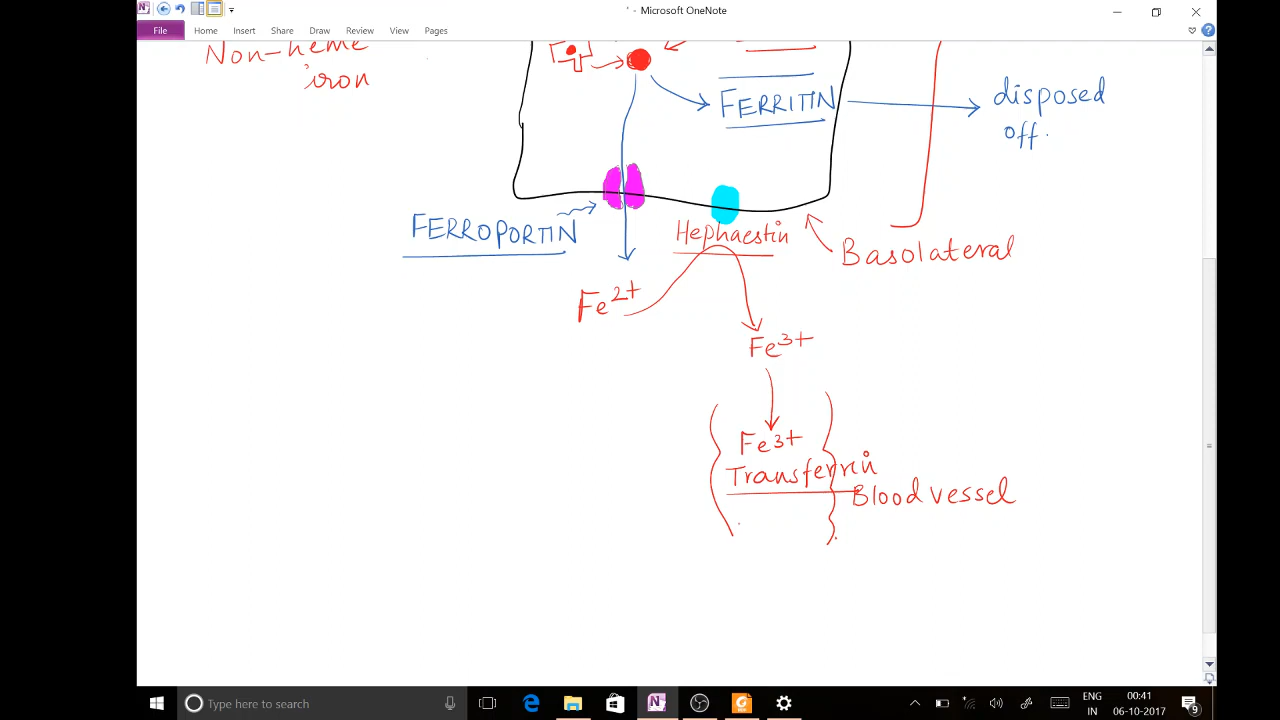 ' - Microsoft OneNote
File
Home
Insert
Draw
Review
View
Pages
Non-heme
iron
FERRITIN
disposed
off.
FERROPORTIN
Hephaestin
Basolateral
Fe2+
Fe3+
Fe3+
Transferrin
Blood vessel
Type here to search
ENG
IN
00:41
06-10-2017
9